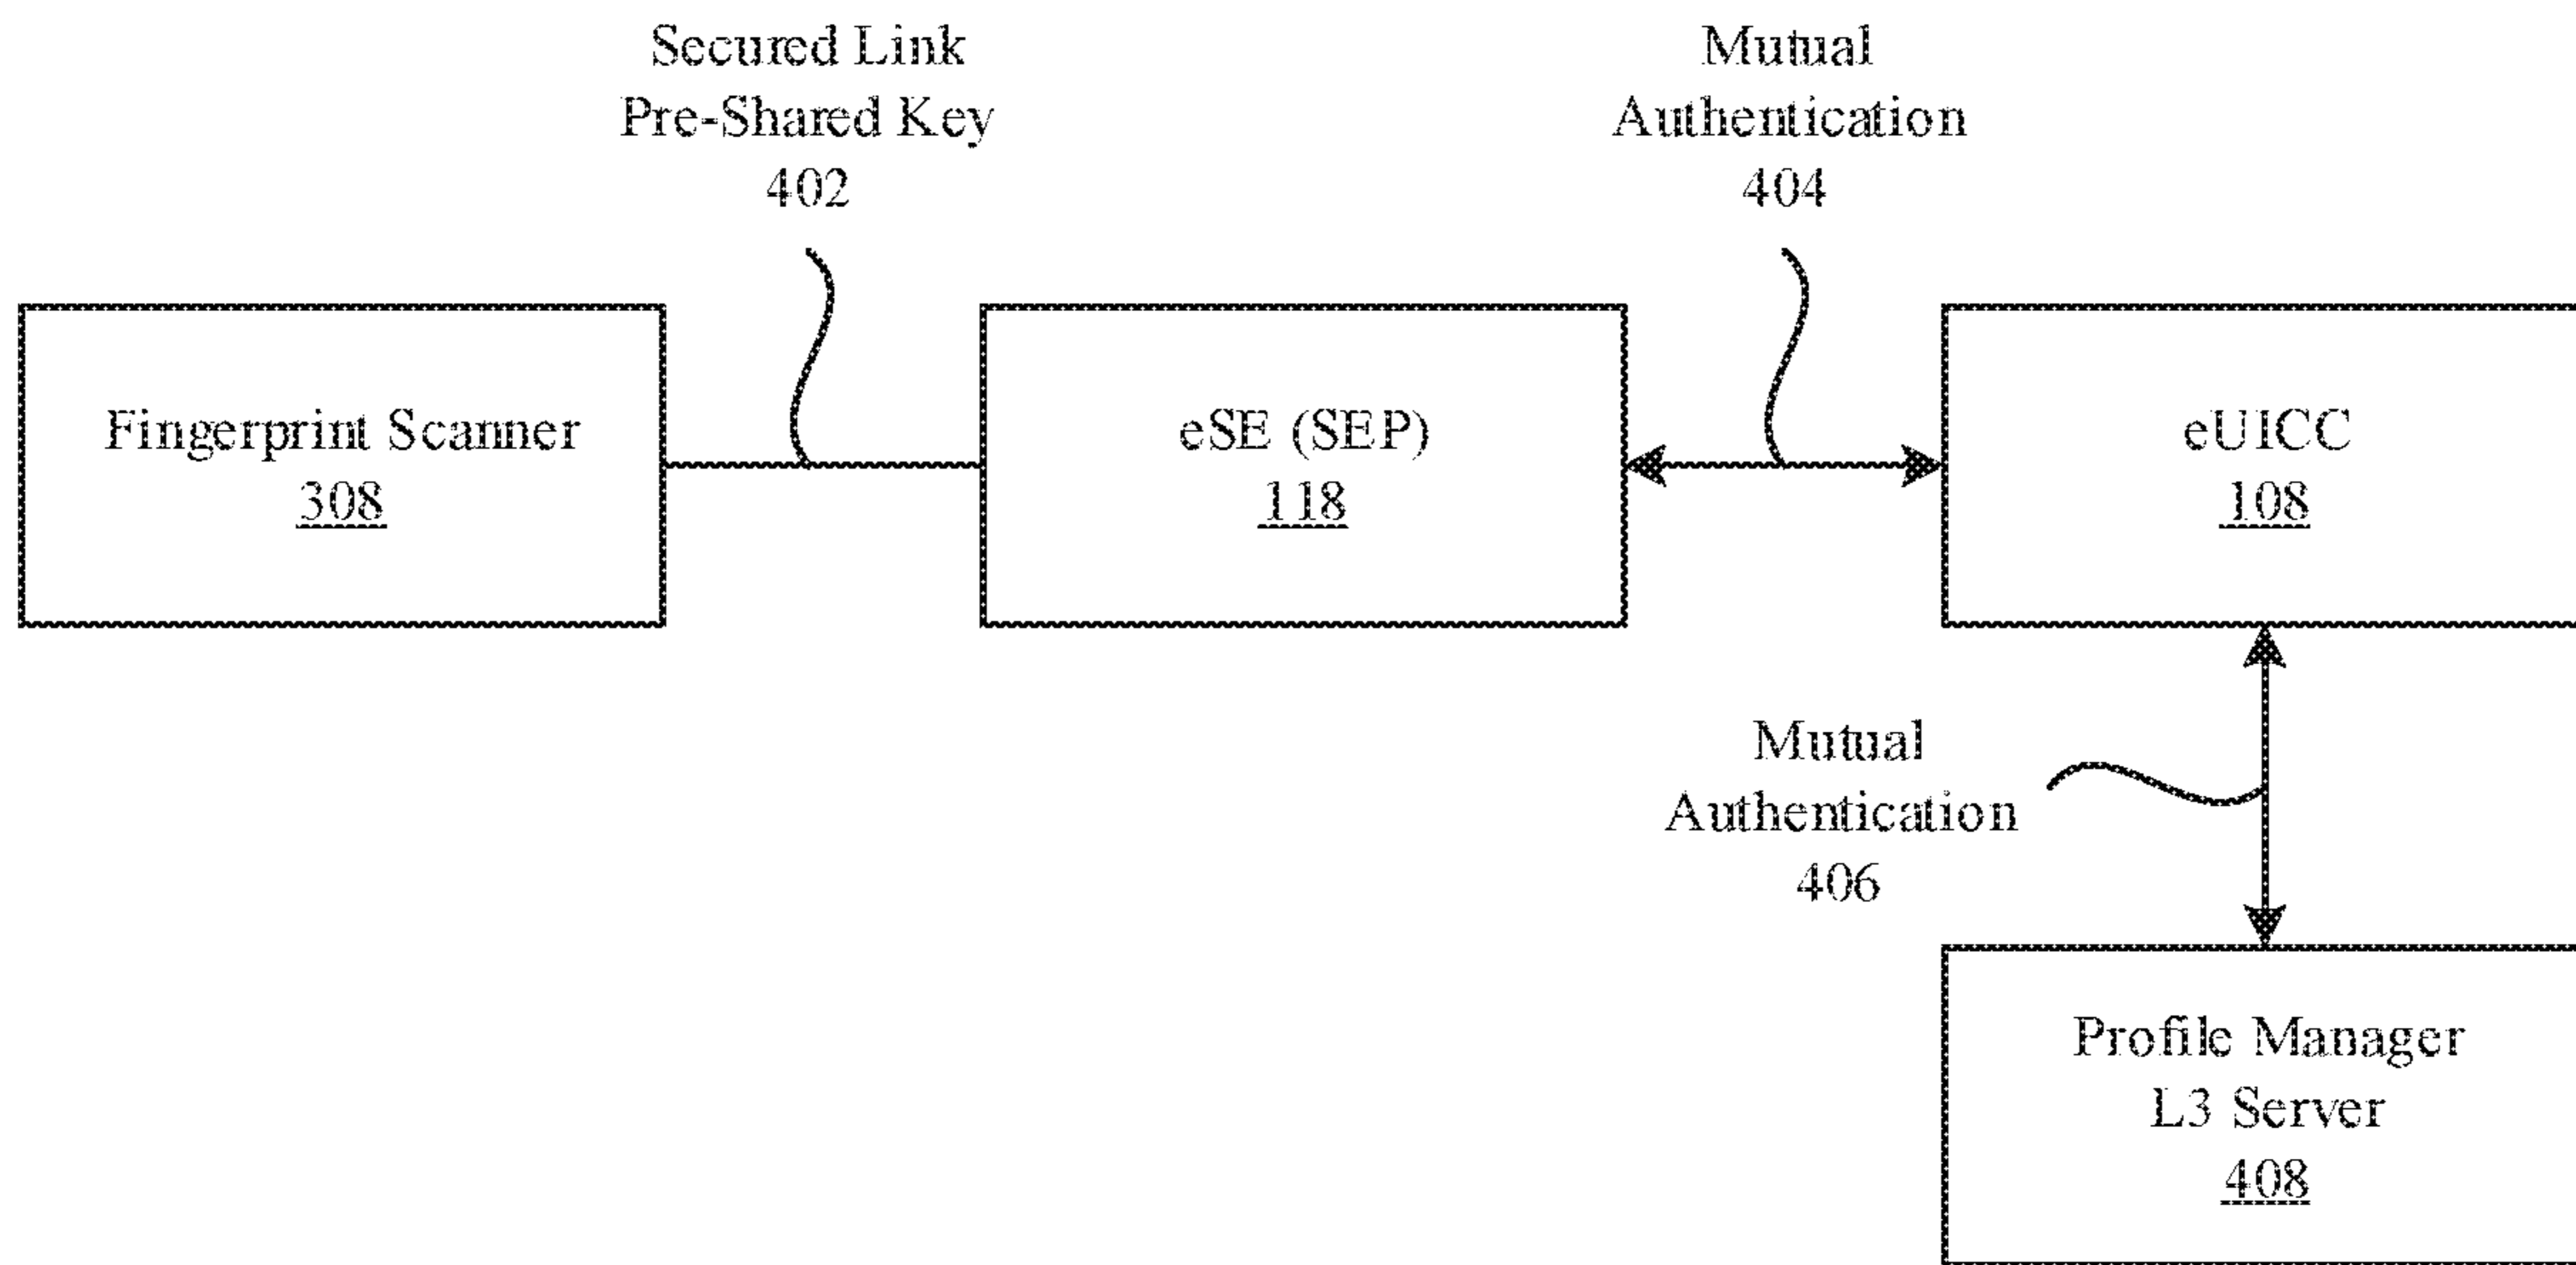 Secured Link
Pre-Shared Key
402
Mutual
Authentication
404
Fingerprint Scanner
308
eSE (SEP)
118
eUICC
108
Mutual
Authentication
406
Profile Manager
L3 Server
408